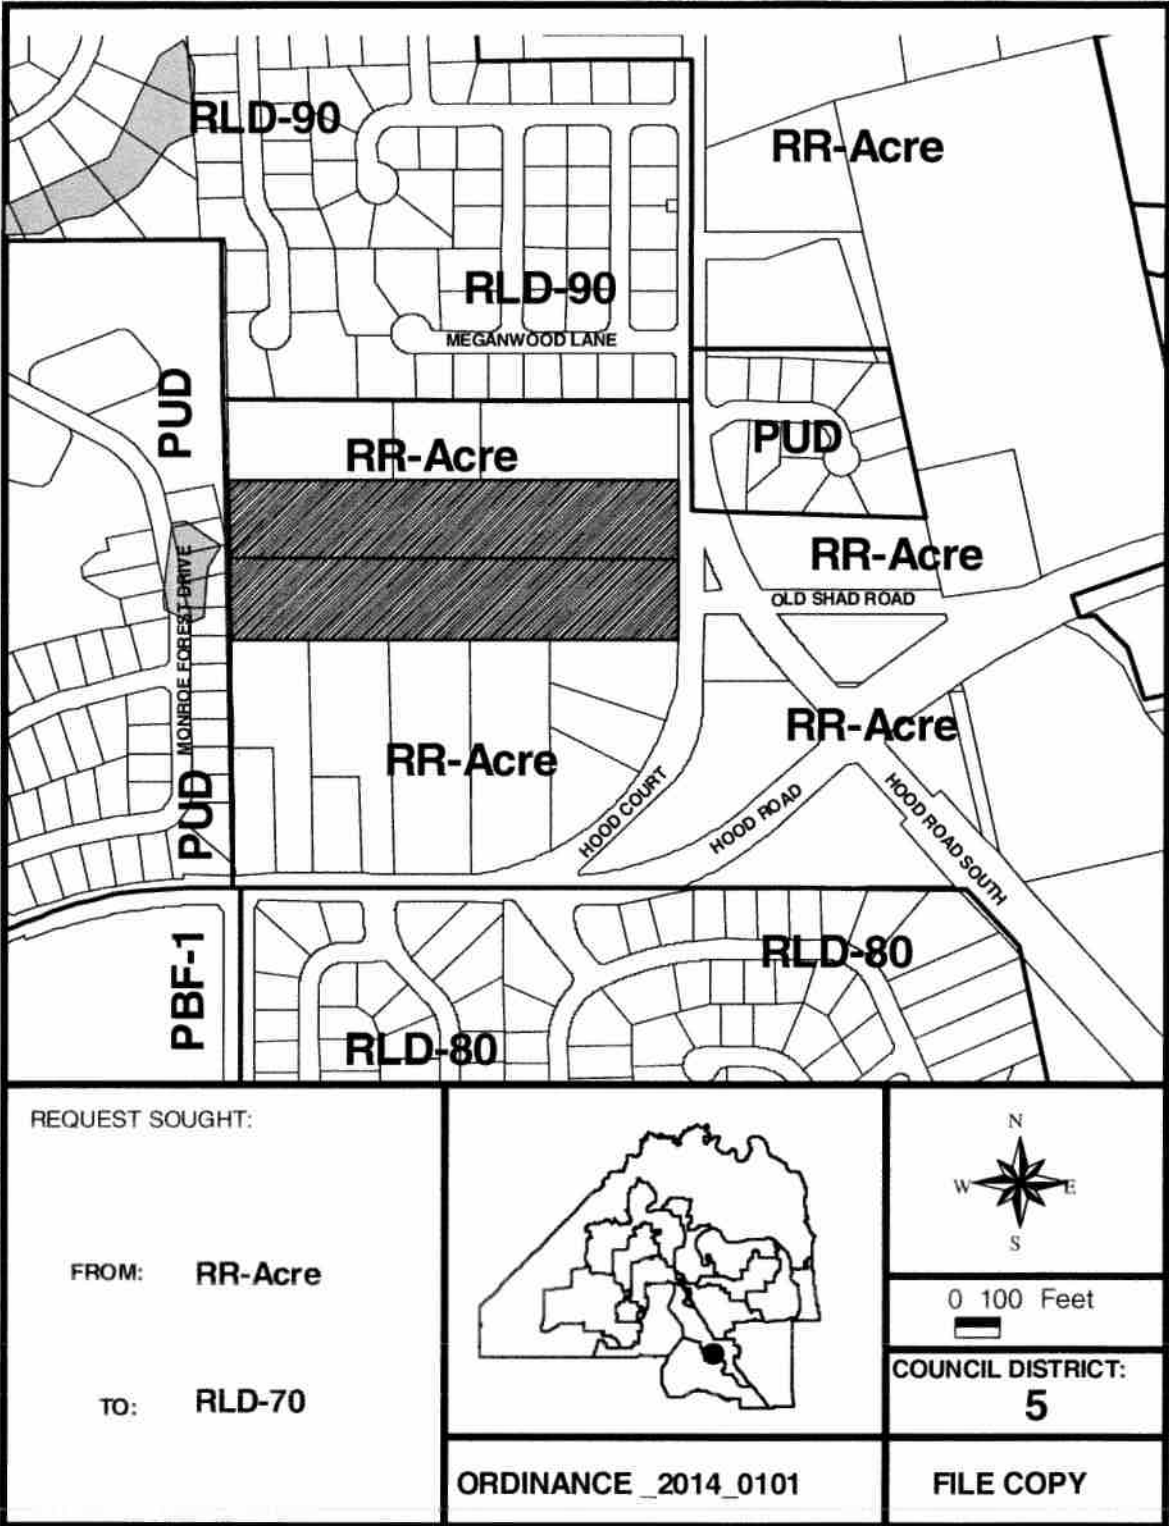 RLD-90
RR-Acre
RLD-90
MEGANWOOD LANE
PUD
PUD
RR-Acre
RR-Acre
OLD SHAD ROAD
MONROE FOREST DRIVE
RR-Acre
RR-Acre
PUD
HOOD COURT
HOOD ROAD
HOOD ROAD SOUTH
PBF-1
RLD-80
RLD-80
REQUEST SOUGHT:
FROM: RR-Acre
TO: RLD-70
N
W E
S
0 100 Feet
COUNCIL DISTRICT:
5
ORDINANCE _2014_0101
FILE COPY